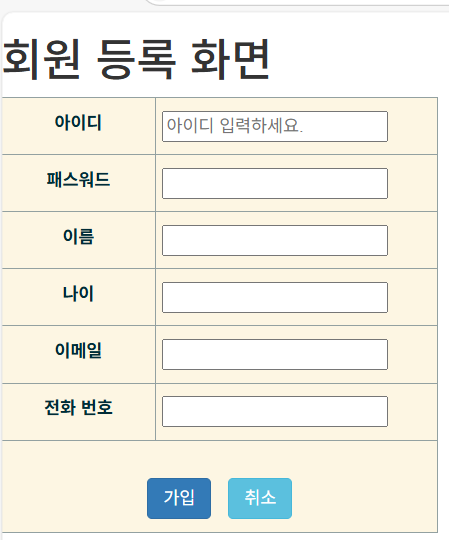 회원 등록 화면
아이디
아이디 입력하세요.
패스워드
이름
나이
이메일
전화 번호
가입
취소